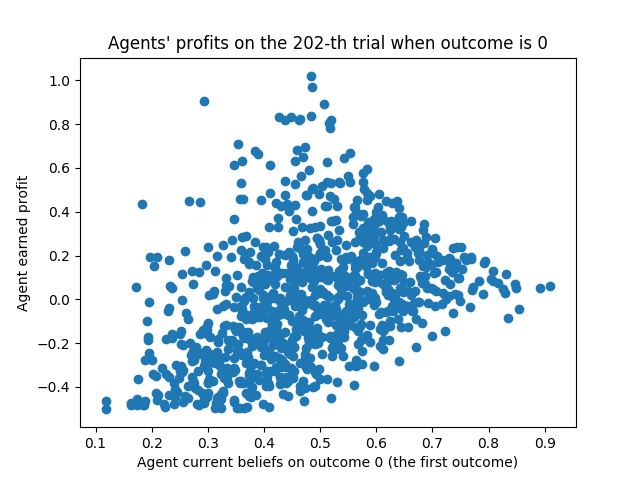 Agents' profits on the 202-th trial when outcome is 0
1.0
0.8
0.6
0.4
0.2
0.0
−0.2
−0.4
Agent earned profit
0.1 0.2 0.3 0.4 0.5 0.6 0.7 0.8 0.9
Agent current beliefs on outcome 0 (the first outcome)